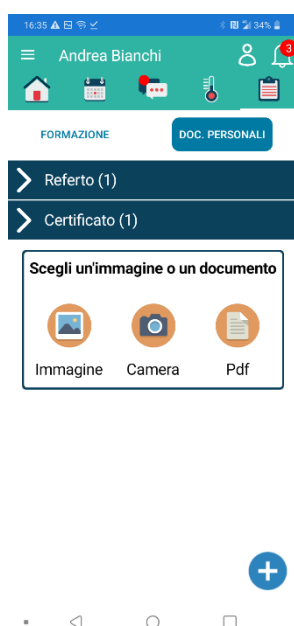 16:35
34%
Andrea Bianchi
3
FORMAZIONE
DOC. PERSONALI
Referto (1)
Certificato (1)
Scegli un'immagine o un documento
Immagine
Camera
Pdf